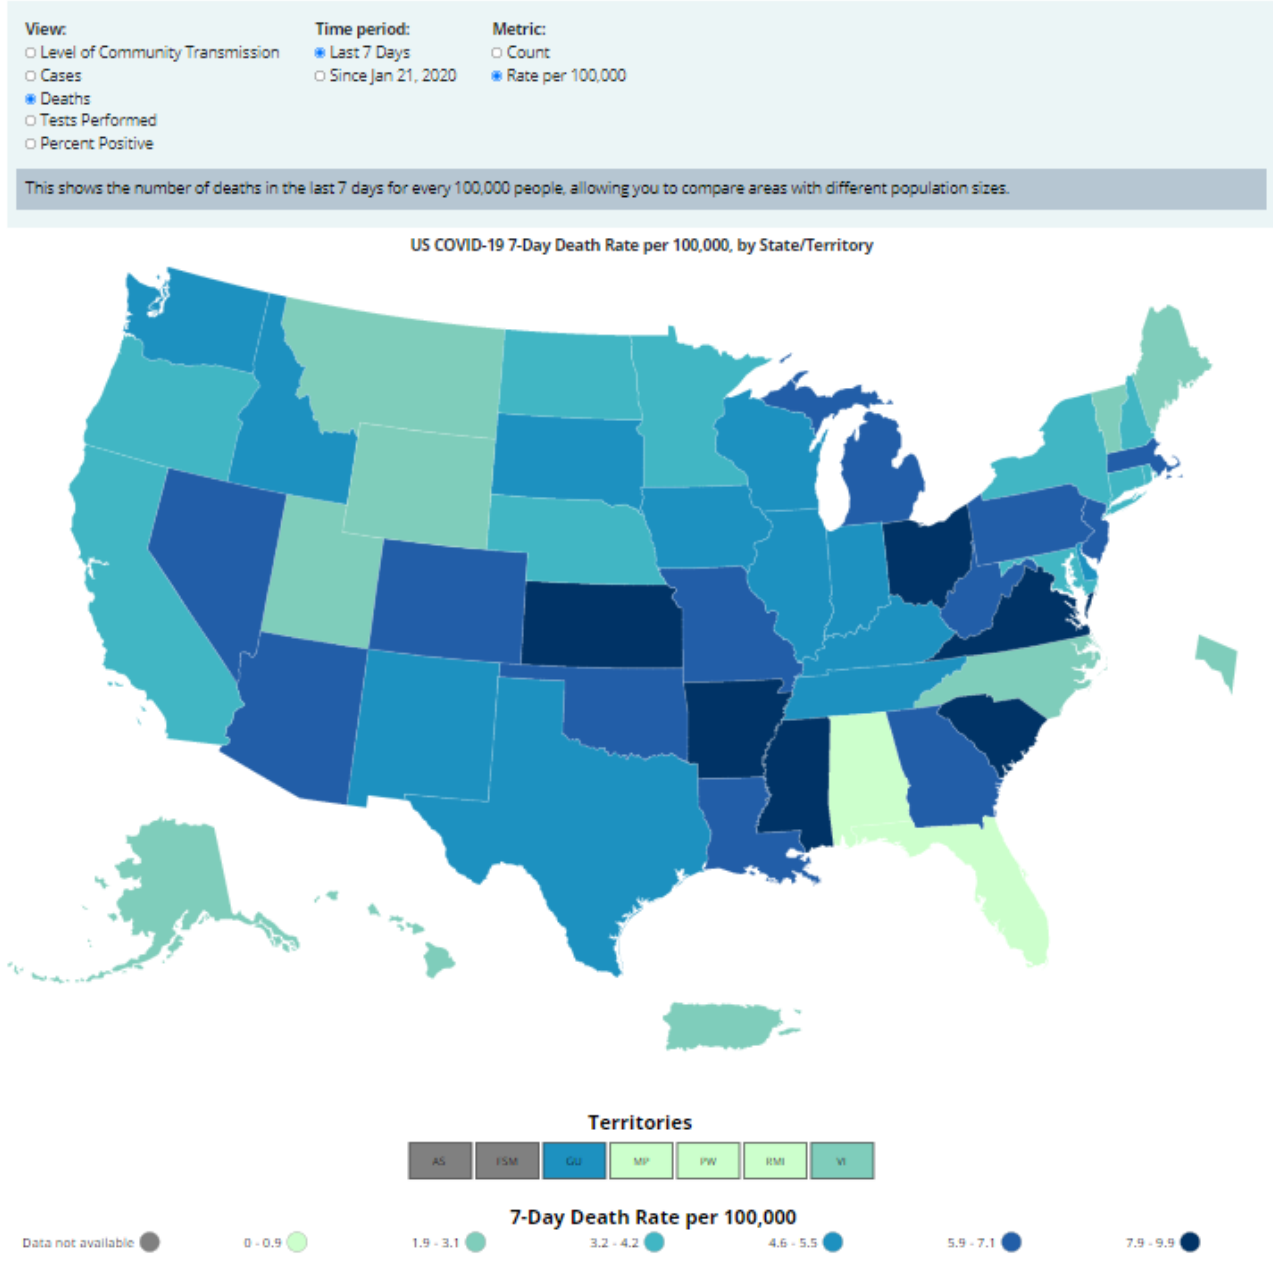 View:
Time period:
Metric:
Level of Community Transmission
Last 7 Days
Count
Cases
Since Jan 21, 2020
Rate per 100,000
Deaths
Tests Performed
Percent Positive
This shows the number of deaths in the last 7 days for every 100,000 people, allowing you to compare areas with different population sizes.
US COVID-19 7-Day Death Rate per 100,000, by State/Territory
Territories
AS FSM GU MP PW RMI VI
7-Day Death Rate per 100,000
Data not available 0 - 0.9 1.9 - 3.1 3.2 - 4.2 4.6 - 5.5 5.9 - 7.1 7.9 - 9.9